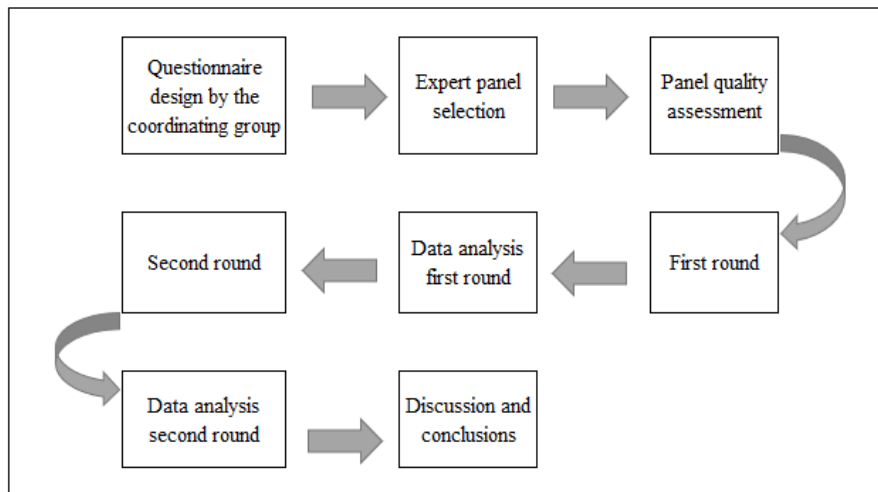 Questionnaire
design by the
coordinating group
Expert panel
selection
Panel quality
assessment
First round
Data analysis
first round
Second round
Data analysis
second round
Discussion and
conclusions